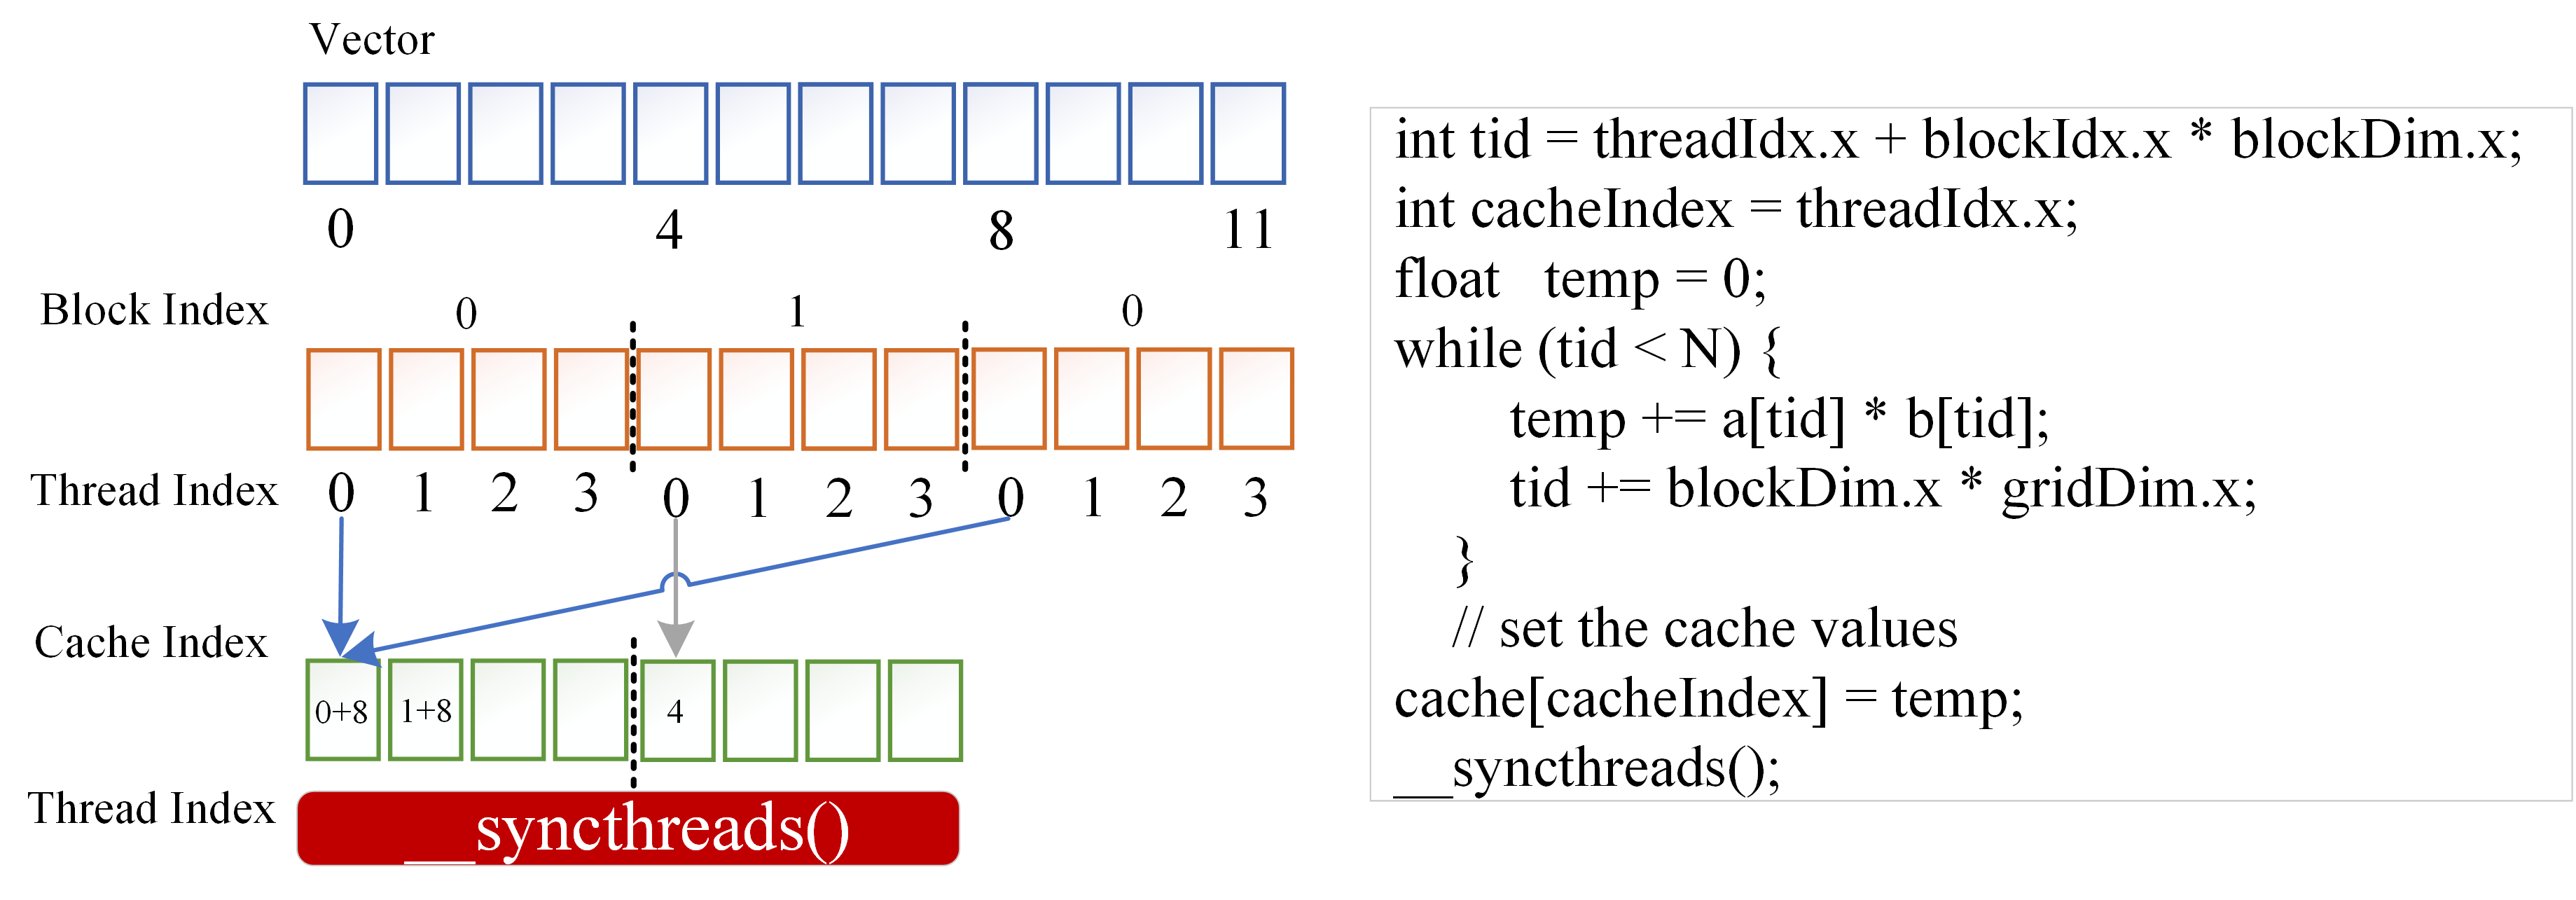 Vector
0 4 8 11
Block Index 0 1 0
Thread Index 0 1 2 3 0 1 2 3 0 1 2 3
Cache Index
0+8 1+8 4
Thread Index
__syncthreads()
int tid = threadIdx.x + blockIdx.x * blockDim.x;
int cacheIndex = threadIdx.x;
float temp = 0;
while (tid < N) {
temp += a[tid] * b[tid];
tid += blockDim.x * gridDim.x;
}
// set the cache values
cache[cacheIndex] = temp;
__syncthreads();